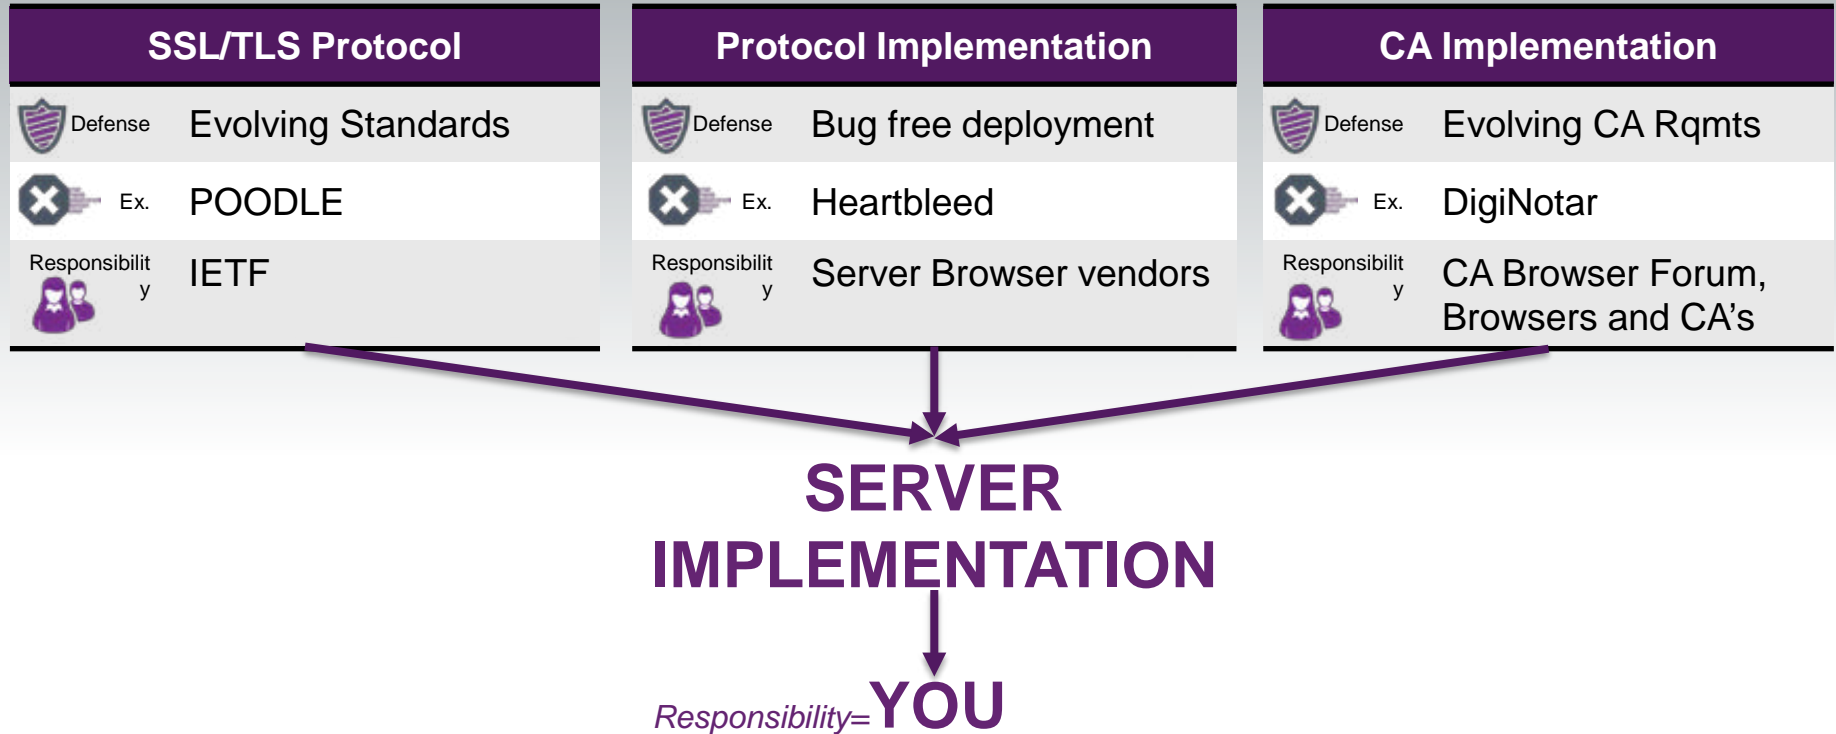 SSL/TLS Protocol
Defense Evolving Standards
Ex. POODLE
Responsibilit
y
IETF
Protocol Implementation
Defense Bug free deployment
Ex. Heartbleed
Responsibilit
y
Server Browser vendors
CA Implementation
Defense Evolving CA Rqmts
Ex. DigiNotar
Responsibilit
y
CA Browser Forum,
Browsers and CA’s
SERVER
IMPLEMENTATION
Responsibility=YOU